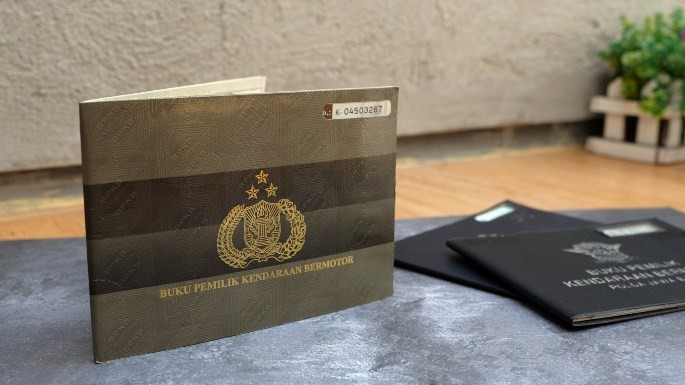 K- 04503267
BUKU PEMILIK KENDARAAN BERMOTOR
BUKU PEMILIK
KENDARAAN BERM